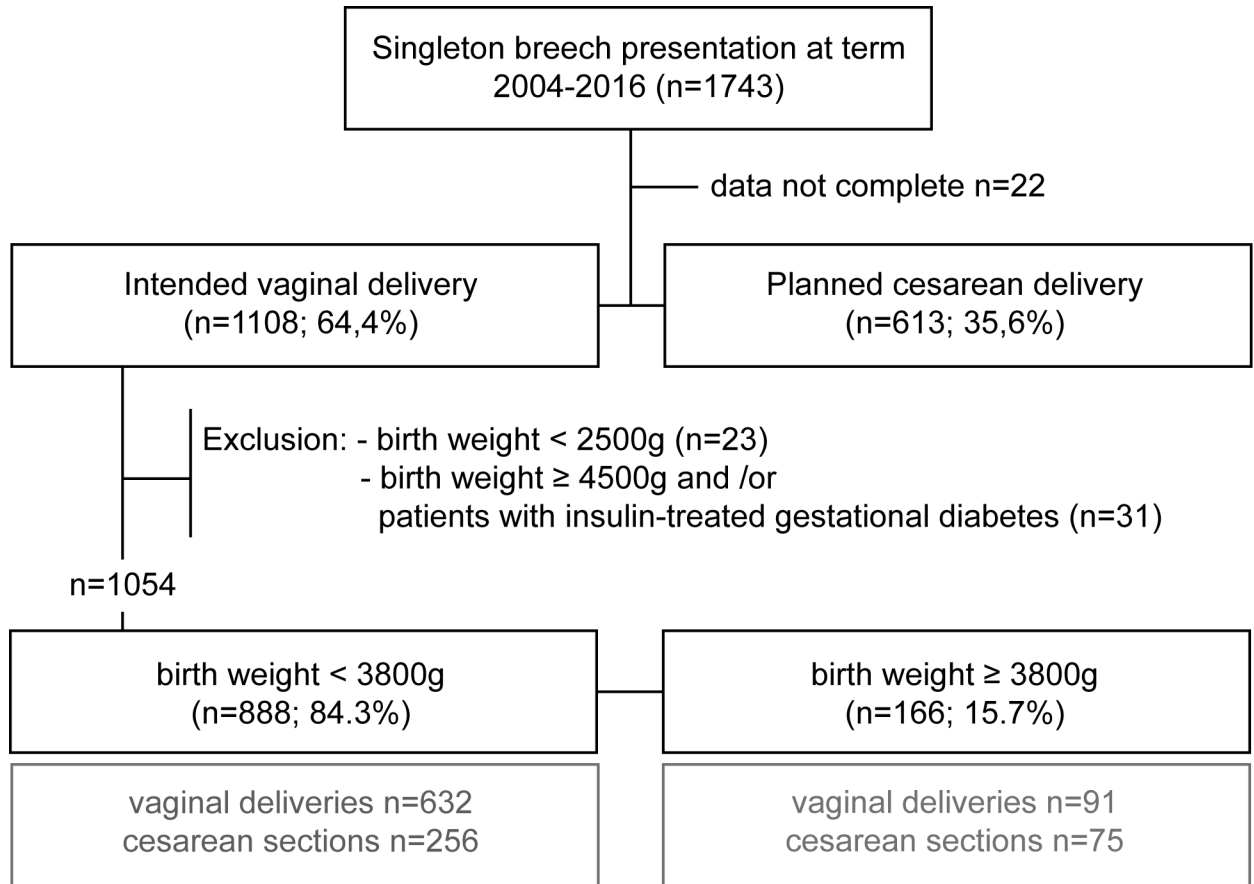 Singleton breech presentation at term
2004-2016 (n=1743)
data not complete n=22
Intended vaginal delivery
(n=1108; 64,4%)
Planned cesarean delivery
(n=613; 35,6%)
Exclusion: - birth weight < 2500g (n=23)
- birth weight ≥ 4500g and /or
patients with insulin-treated gestational diabetes (n=31)
n=1054
birth weight < 3800g
(n=888; 84.3%)
birth weight ≥ 3800g
(n=166; 15.7%)
vaginal deliveries n=632
cesarean sections n=256
vaginal deliveries n=91
cesarean sections n=75